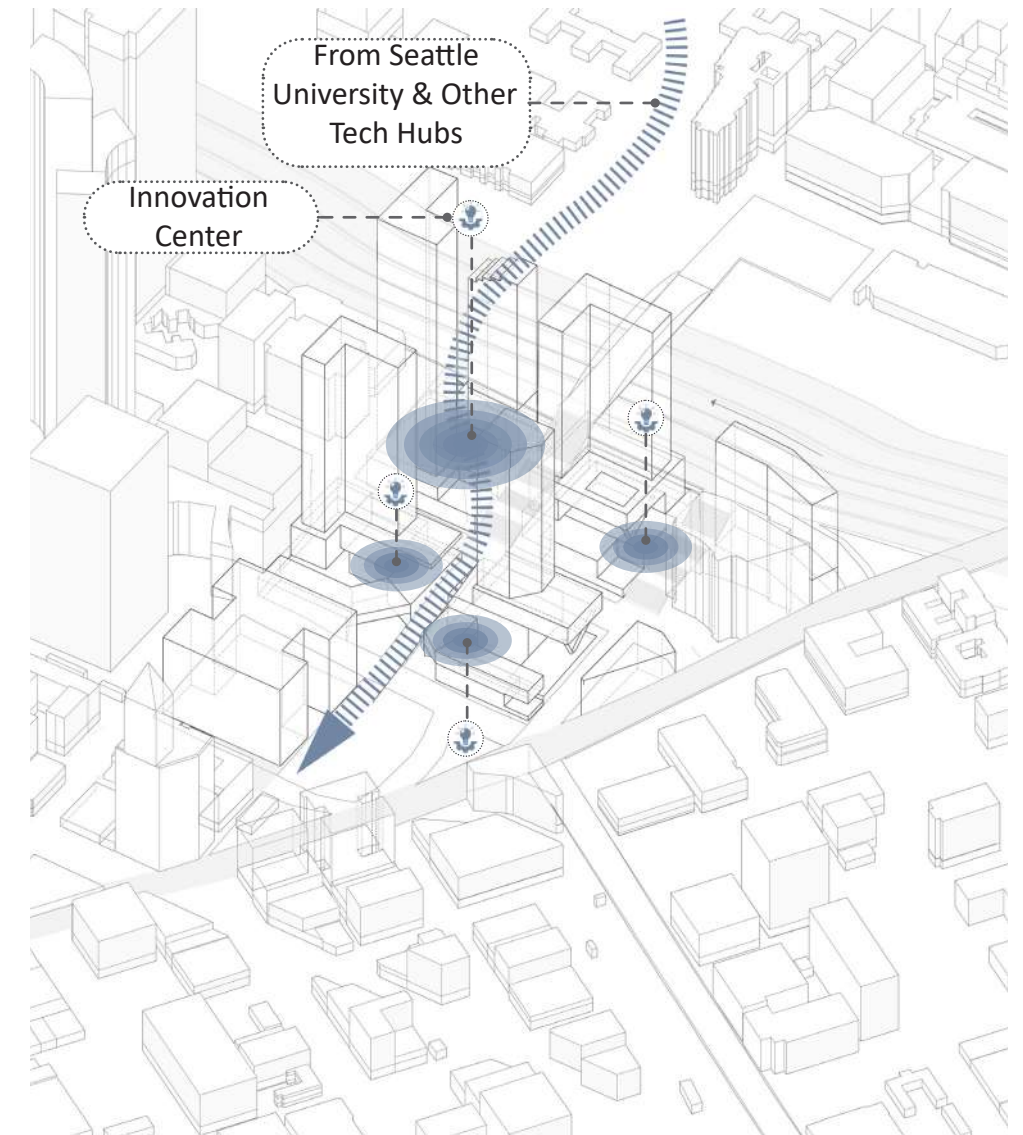 From Seattle
University & Other
Tech Hubs
Innovation
Center